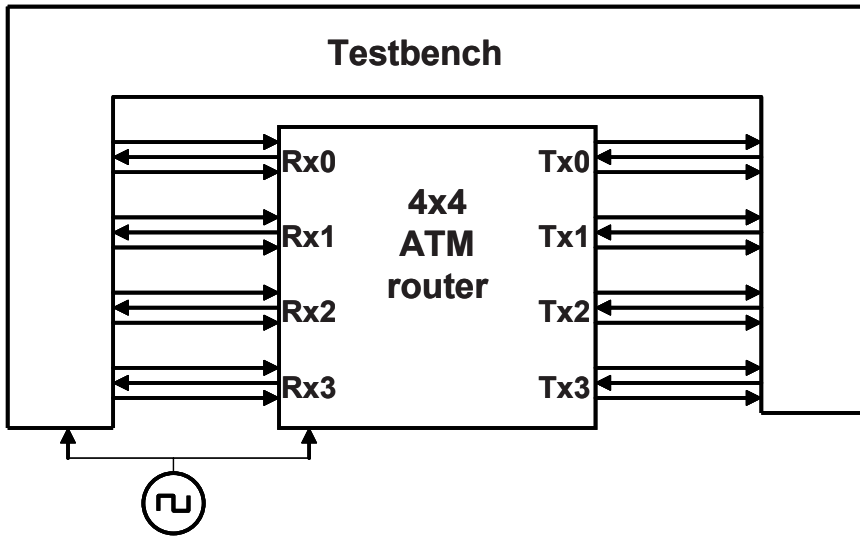 Testbench
Rx0
Tx0
4x4
ATM
router
Rx1
Tx1
Rx2
Tx2
Rx3
Tx3